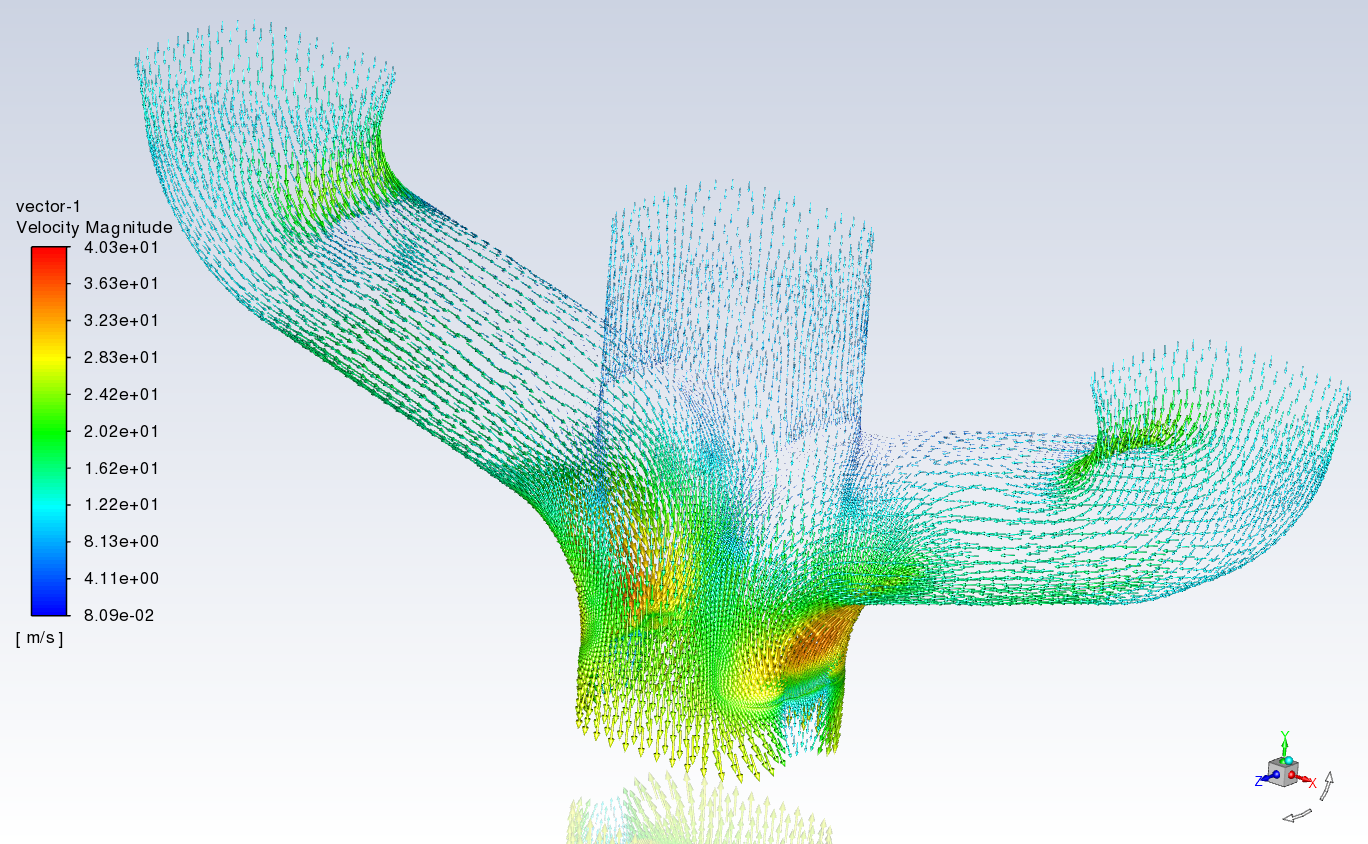 vector-1
Velocity Magnitude
4.03e+01
3.63e+01
3.23e+01
2.83e+01
2.42e+01
2.02e+01
1.62e+01
1.22e+01
8.13e+00
4.11e+00
8.09e-02
[ m/s ]
Y
Z
X